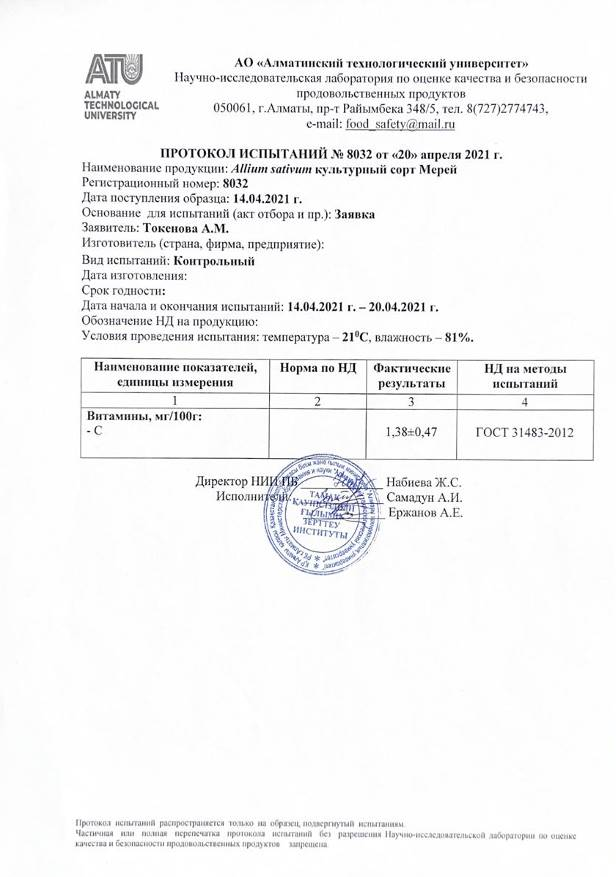 ATU
ALMATY
TECHNOLOGICAL
UNIVERSITY
АО «Алматинский технологический университет»
Научно-исследовательская лаборатория по оценке качества и безопасности
продовольственных продуктов
050061, г.Алматы, пр-т Райымбека 348/5, тел. 8(727)2774743,
e-mail: food_safety@mail.ru
ПРОТОКОЛ ИСПЫТАНИЙ № 8032 от «20» апреля 2021 г.
Наименование продукции: Allium sativum культурный сорт Мерей
Регистрационный номер: 8032
Дата поступления образца: 14.04.2021 г.
Основание для испытаний (акт отбора и пр.): Заявка
Заявитель: Токенова А.М.
Изготовитель (страна, фирма, предприятие):
Вид испытаний: Контрольный
Дата изготовления:
Срок годности:
Дата начала и окончания испытаний: 14.04.2021 г. – 20.04.2021 г.
Обозначение НД на продукцию:
Условия проведения испытания: температура – 21⁰С, влажность – 81%.
Наименование показателей, единицы измерения Норма по НД Фактические результаты НД на методы испытаний
1 2 3 4
Витамины, мг/100г:
- С 1,38±0,47 ГОСТ 31483-2012
Директор НИИ ПБ Набиева Ж.С.
Исполнители: Самадун А.И.
Ержанов А.Е.
ТАМАҚ
ҚАУІПСІЗДІГІ
ҒЫЛЫМИ
ЗЕРТТЕУ
ИНСТИТУТЫ
Протокол испытаний распространяется только на образец, подвергнутый испытаниям.
Частичная или полная перепечатка протокола испытаний без разрешения Научно-исследовательской лаборатории по оценке
качества и безопасности продовольственных продуктов запрещена.